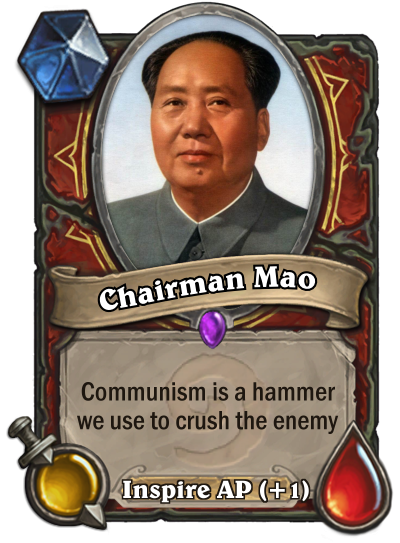 Chairman Mao
Communism is a hammer
we use to crush the enemy
Inspire AP (+1)